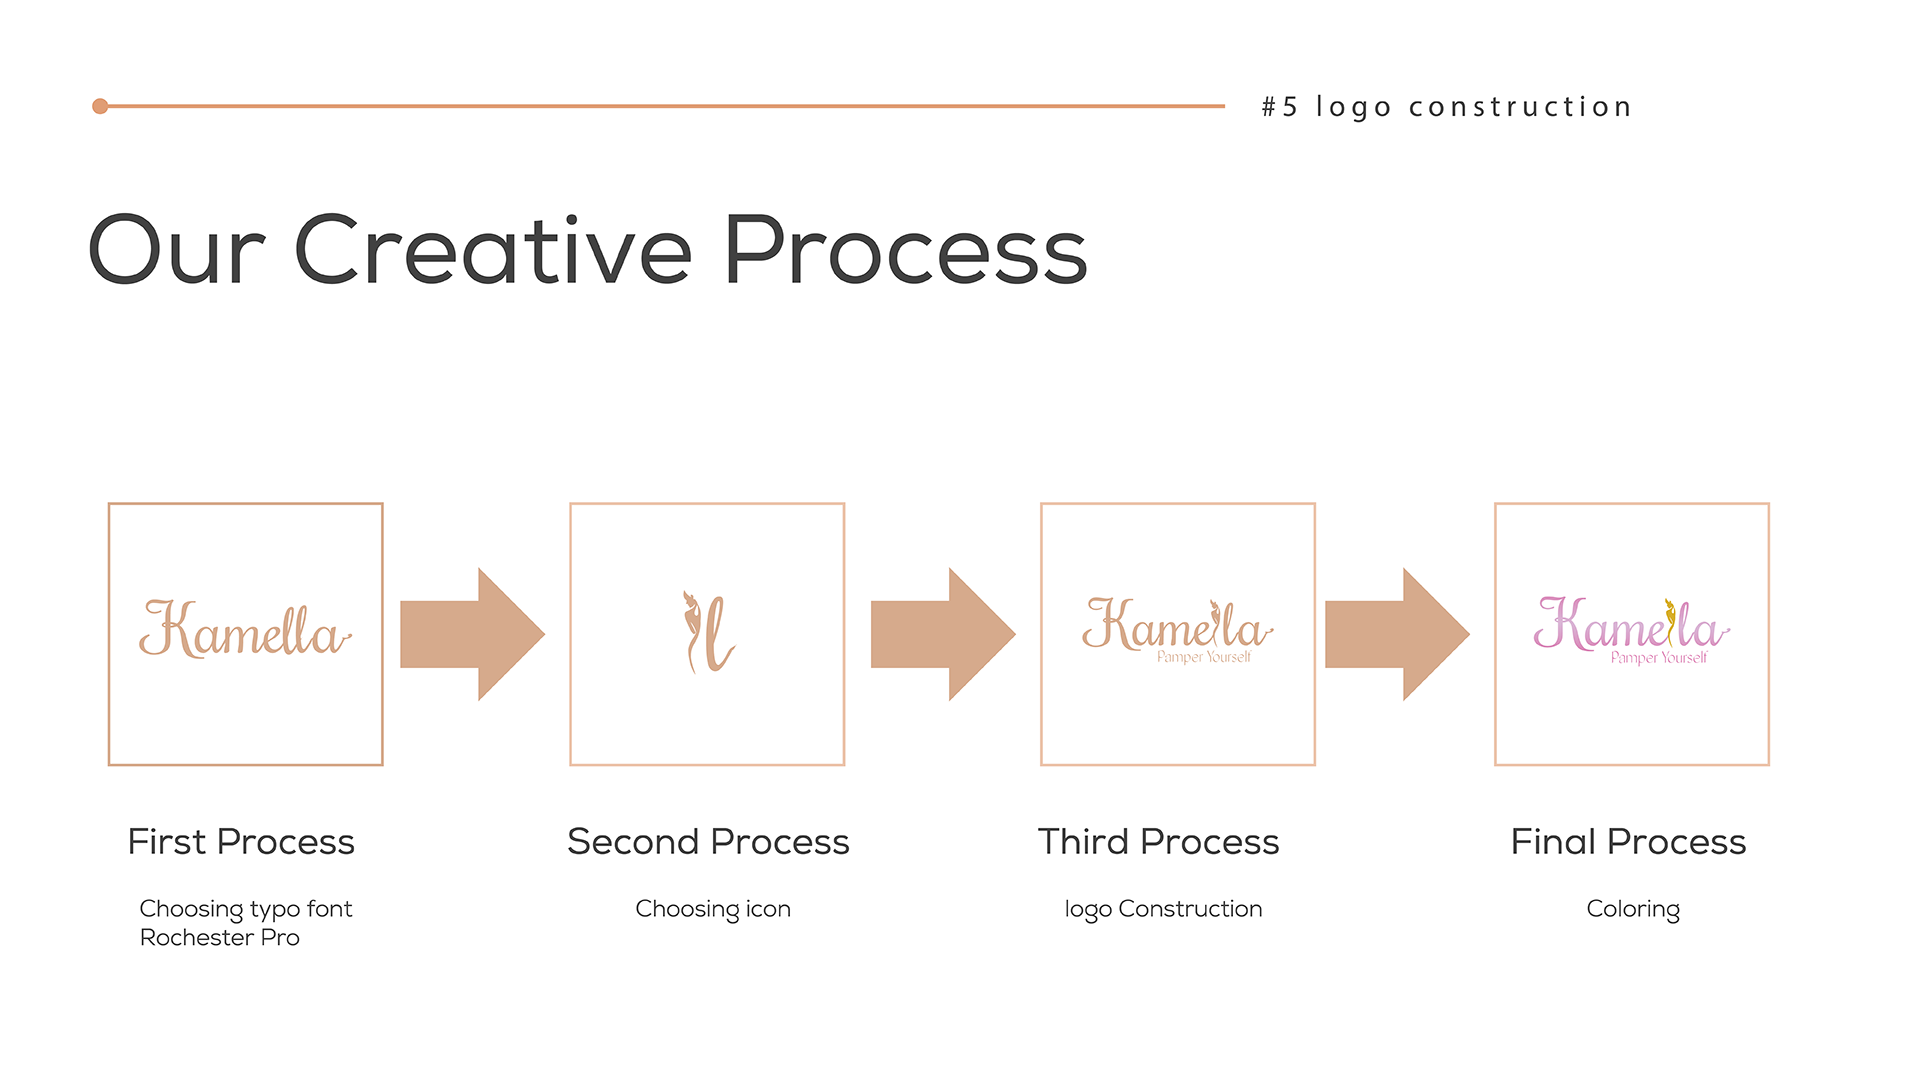 #5 logo construction
Our Creative Process
Kamella
l
Kamella
Pamper Yourself
Kamella
Pamper Yourself
First Process
Second Process
Third Process
Final Process
Choosing typo font
Rochester Pro
Choosing icon
logo Construction
Coloring